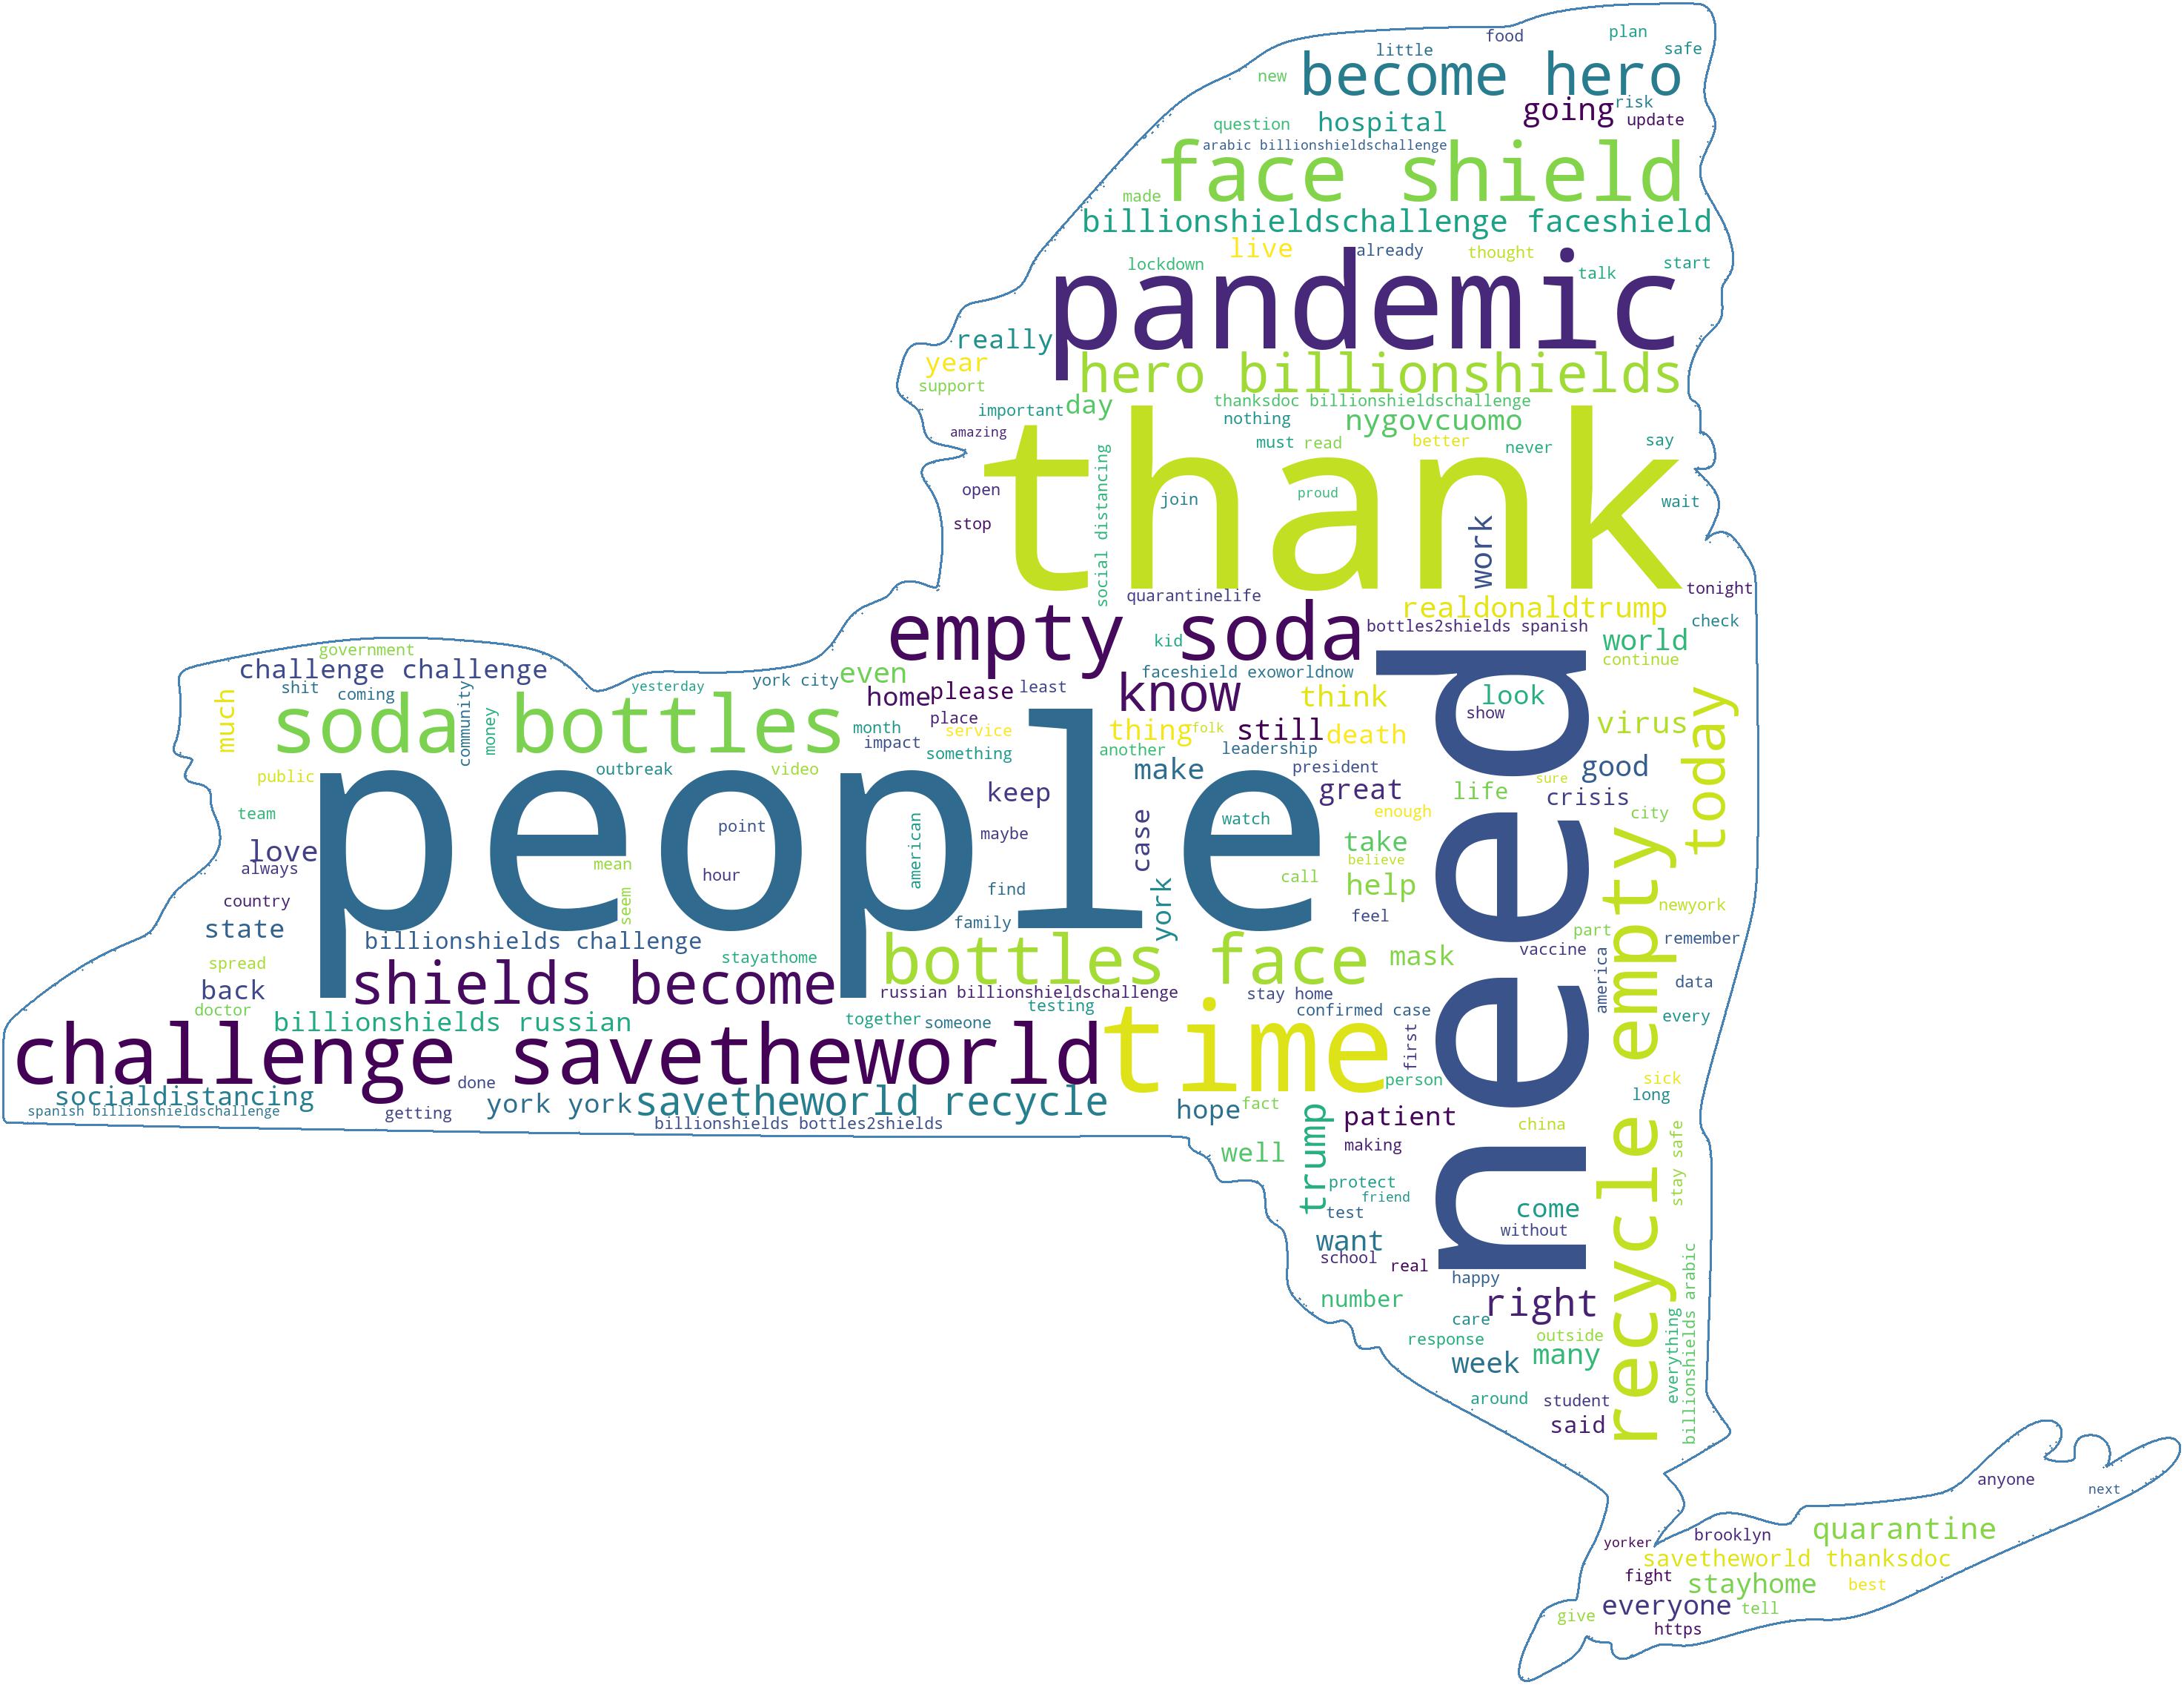 food
plan
little
safe
become hero
new
going
risk
update
question
hospital
arabic billionshieldschallenge
face shield
made
billionshieldschallenge faceshield
live
already
thought
lockdown
talk
start
pandemic
really
year
support
hero billionshields
day
important
thanksdoc billionshieldschallenge
nothing
nygovcuomo
amazing
must
read
better
never
say
thank
social distancing
open
join
proud
wait
stop
work
tonight
quarantinelife
realdonaldtrump
empty soda
bottles2shields spanish
check
kid
world
government
challenge challenge
shit
coming
yesterday
york city
even
faceshield exoworldnow
continue
home
please
least
know
think
look
show
much
soda bottles
community
money
month
place
service
thing
folk
still
death
virus
today
impact
something
another
leadership
public
outbreak
video
make
president
good
sure
people
keep
great
life
crisis
team
point
american
maybe
case
watch
enough
city
love
always
mean
hour
take
believe
call
help
find
country
seem
york
newyork
state
family
feel
need
recycle empty
billionshields challenge
stayathome
bottles face
mask
part
remember
vaccine
america
spread
back
shields become
russian billionshieldschallenge
stay home
data
doctor
billionshields russian
together
someone
testing
confirmed case
every
challenge savetheworld
time
first
done
person
sick
long
socialdistancing
york york
savetheworld recycle
hope
fact
spanish billionshieldschallenge
getting
billionshields bottles2shields
patient
china
well
trump
making
stay safe
protect
friend
test
come
want
without
school
real
happy
number
right
care
response
outside
everything
billionshields arabic
week
many
around
student
said
anyone
next
yorker
brooklyn
quarantine
savetheworld thanksdoc
fight
stayhome
best
everyone
give
tell
https